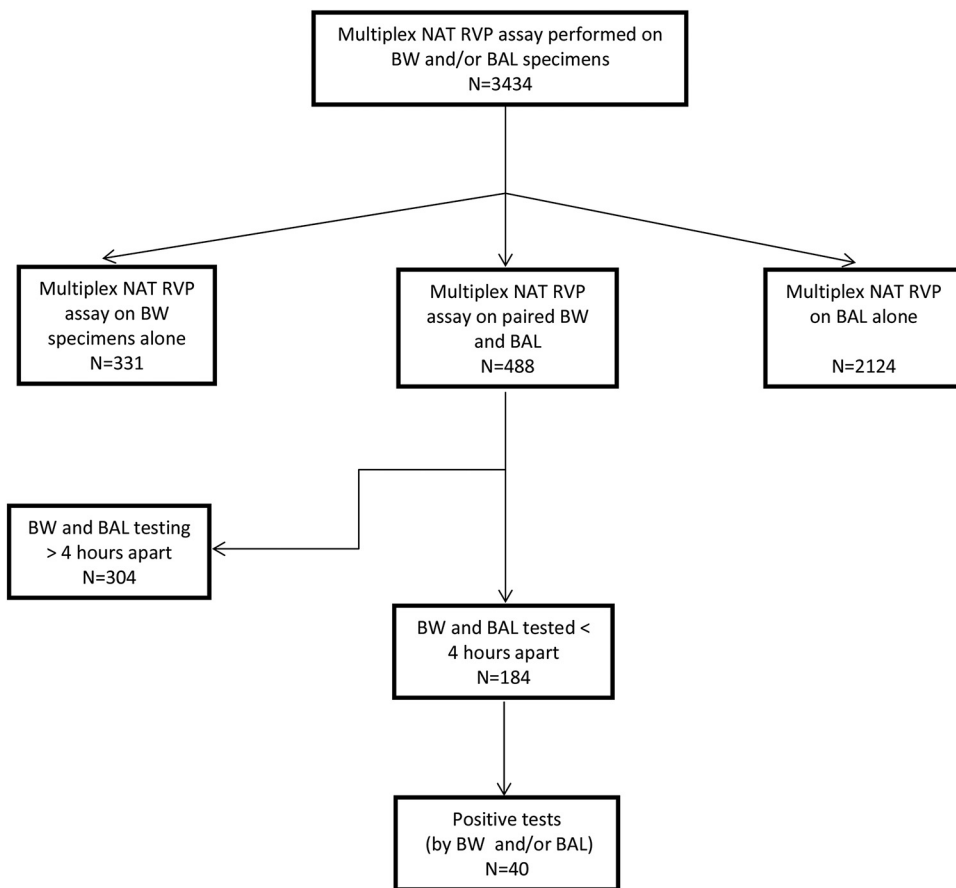 Multiplex NAT RVP assay performed on
BW and/or BAL specimens
N=3434
Multiplex NAT RVP
assay on BW
specimens alone
N=331
Multiplex NAT RVP
assay on paired BW
and BAL
N=488
Multiplex NAT RVP
on BAL alone
N=2124
BW and BAL testing
> 4 hours apart
N=304
BW and BAL tested <
4 hours apart
N=184
Positive tests
(by BW and/or BAL)
N=40